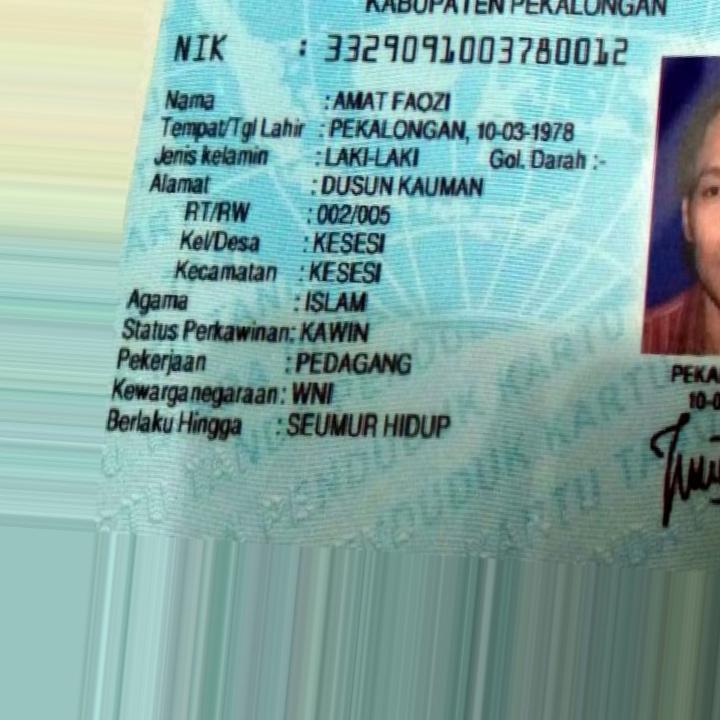 KABUPATEN PEKALONGAN
NIK : 3329091003780012
Nama : AMAT FAOZI
Tempat/Tgl Lahir : PEKALONGAN, 10-03-1978
Jenis kelamin : LAKI-LAKI Gol. Darah :-
Alamat : DUSUN KAUMAN
RT/RW : 002/005
Kel/Desa : KESESI
Kecamatan : KESESI
Agama : ISLAM
Status Perkawinan: KAWIN
Pekerjaan : PEDAGANG
Kewarganegaraan: WNI
Berlaku Hingga : SEUMUR HIDUP
PEKA
10-0